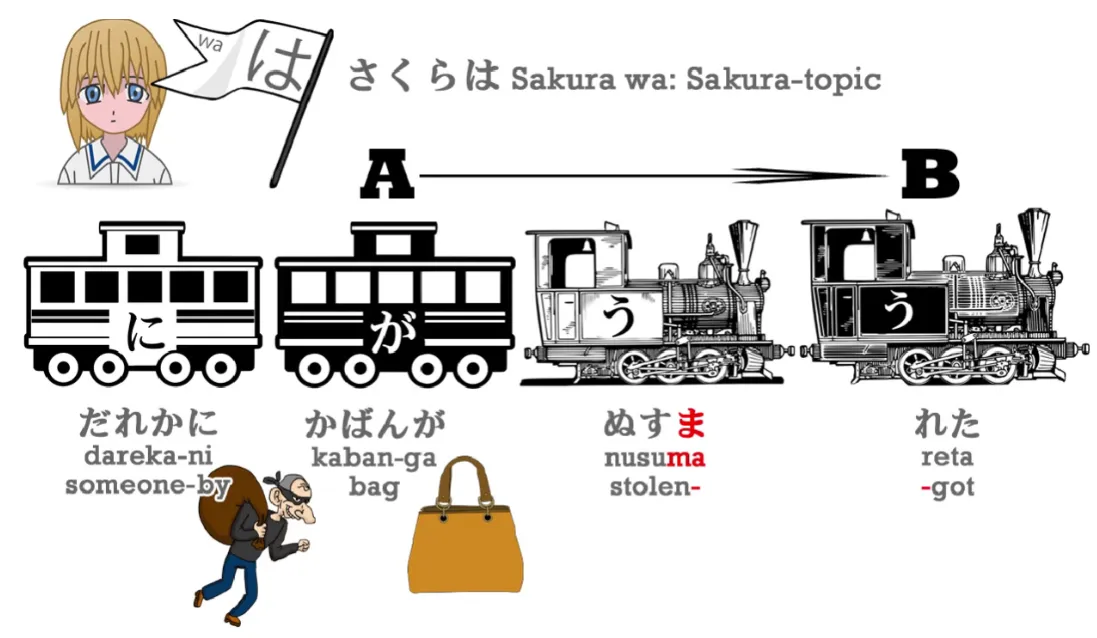 wa
は
さくらは Sakura wa: Sakura-topic
A
B
に
が
う
う
だれかに
dareka-ni
someone-by
かばんが
kaban-ga
bag
ぬすま
nusuma
stolen-
れた
reta
-got